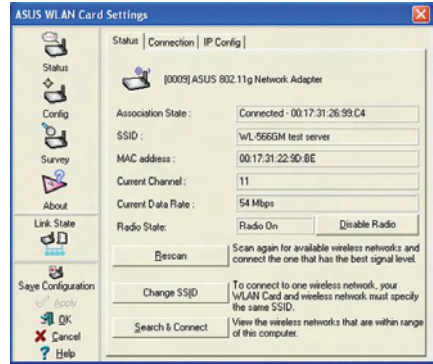 ASUS WLAN Card Settings
Status
Config
Survey
About
Link State
Save Configuration
Apply
OK
Cancel
Help
Status Connection IP Config
[0009] ASUS 802.11g Network Adapter
Association State : Connected - 00:17:31:26:99:C4
SSID : WL-566GM test server
MAC address : 00:17:31:22:9D:BE
Current Channel : 11
Current Data Rate : 54 Mbps
Radio State: Radio On Disable Radio
Rescan
Scan again for available wireless networks and
connect the one that has the best signal level.
Change SSID
To connect to one wireless network, your
WLAN Card and wireless network must specify
the same SSID.
Search & Connect
View the wireless networks that are within range
of this computer.